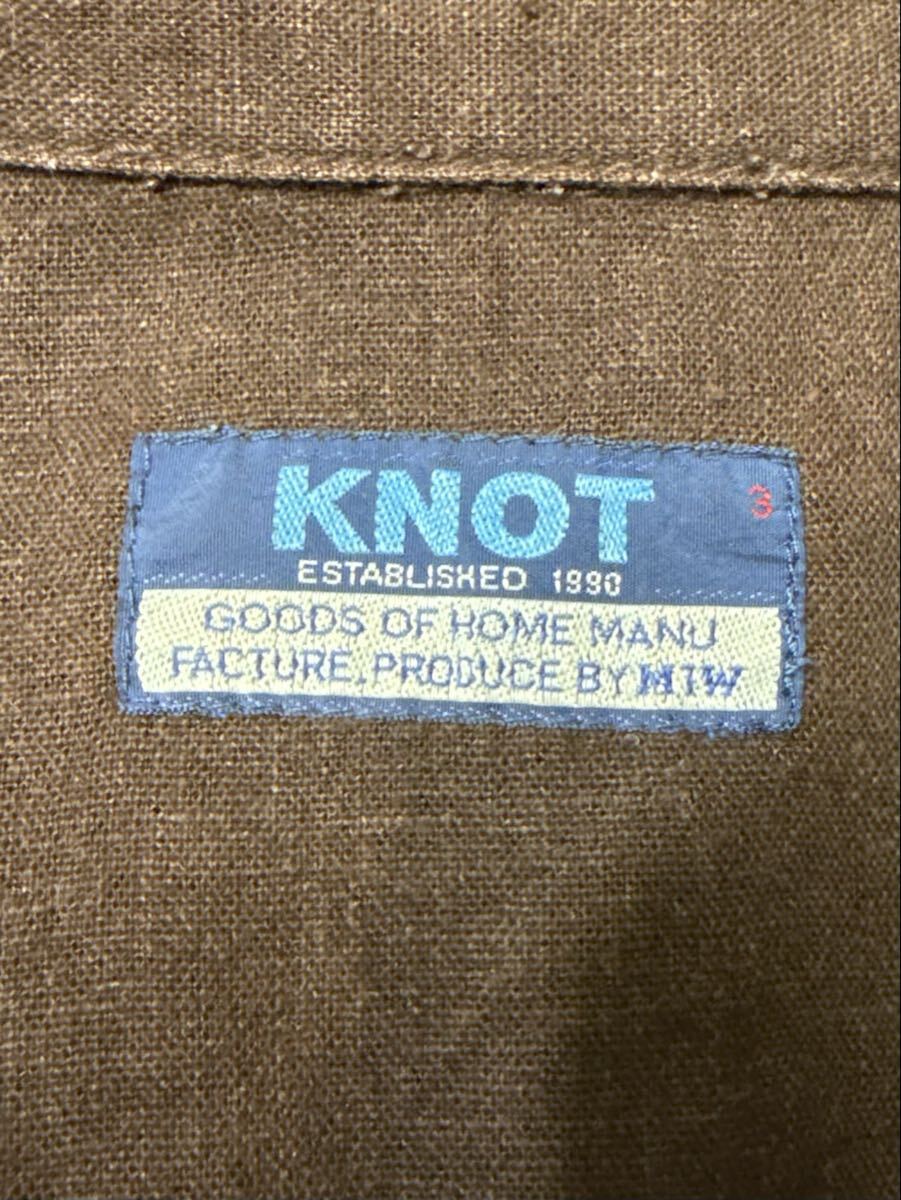 KNOT
3
ESTABLISHED 1990
GOODS OF HOME MANU
FACTURE.PRODUCE BY MTW